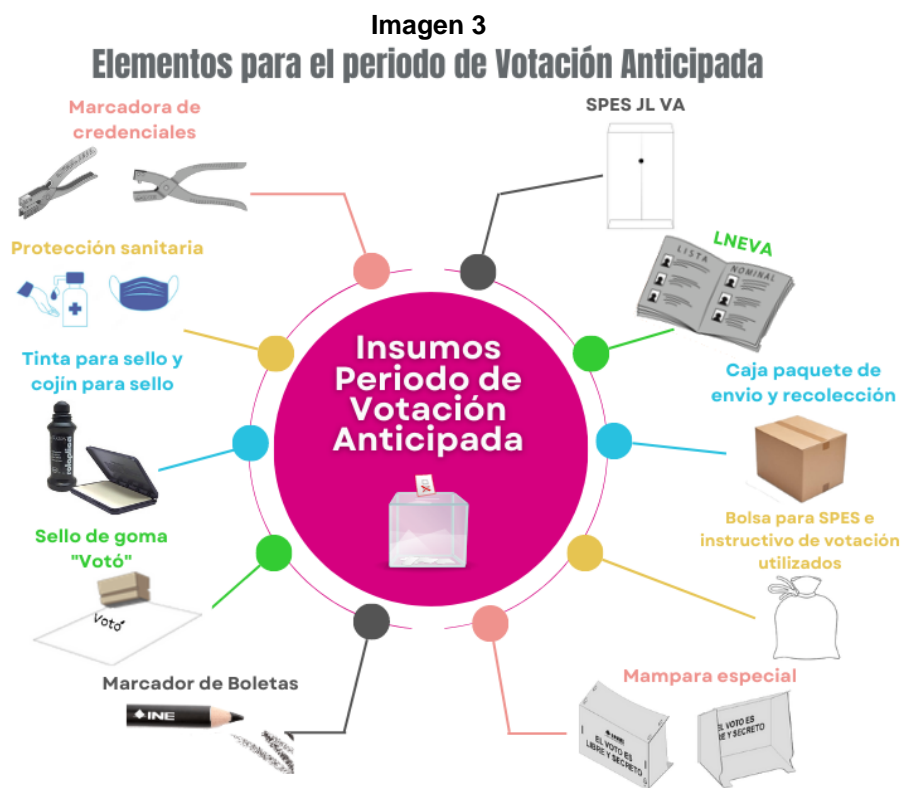 Imagen 3
Elementos para el periodo de Votación Anticipada
Marcadora de
credenciales
SPES JL VA
Protección sanitaria
LNEVA
LISTA
NOMINAL
Tinta para sello y
cojín para sello
Insumos
Periodo de
Votación
Anticipada
Caja paquete de
envio y recolección
Sello de goma
"Votó"
Votó
Bolsa para SPES e
instructivo de votación
utilizados
Marcador de Boletas
INE
Mampara especial
INE
EL VOTO ES
LIBRE Y SECRETO
EL VOTO ES
BRE Y SECRETO